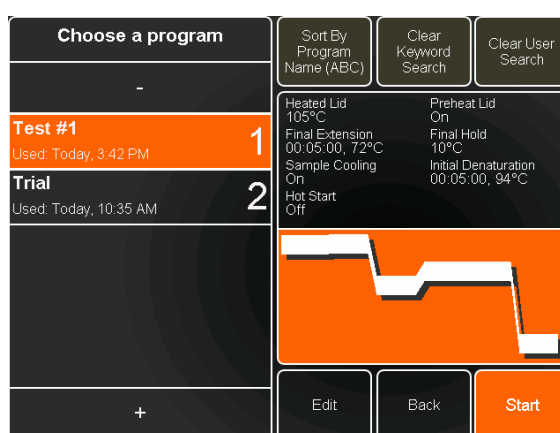 Choose a program
-
Test #1
Used: Today, 3:42 PM
1
Trial
Used: Today, 10:35 AM
2
+
Sort By
Program
Name (ABC)
Clear
Keyword
Search
Clear User
Search
Heated Lid
105°C
Preheat Lid
On
Final Extension
00:05:00, 72°C
Final Hold
10°C
Sample Cooling
On
Initial Denaturation
00:05:00, 94°C
Hot Start
Off
Edit
Back
Start